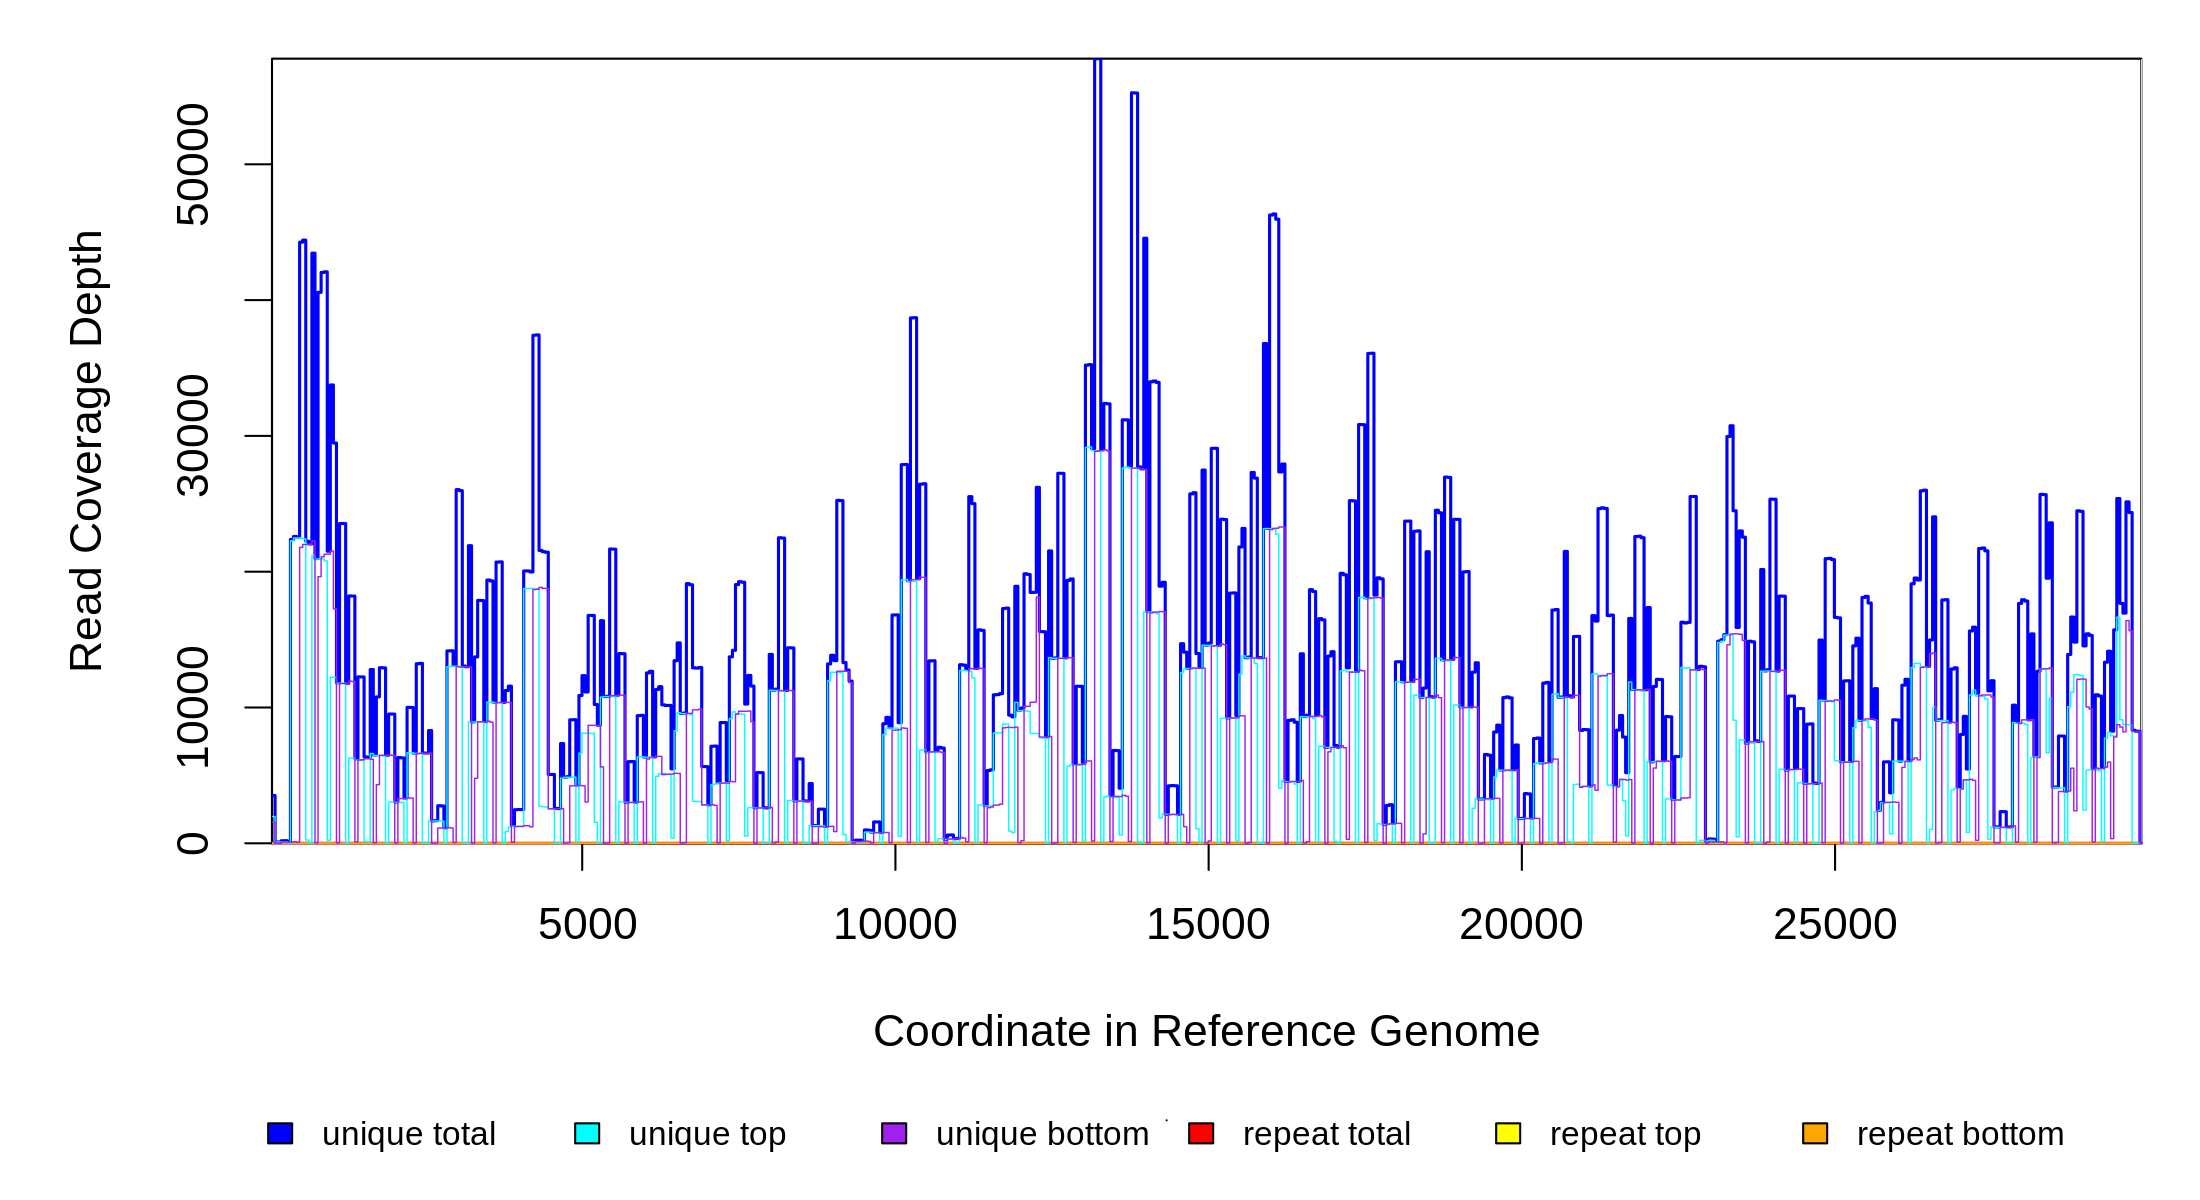 Read Coverage Depth
50000
30000
10000
0
5000 10000 15000 20000 25000
Coordinate in Reference Genome
unique total unique top unique bottom repeat total repeat top repeat bottom